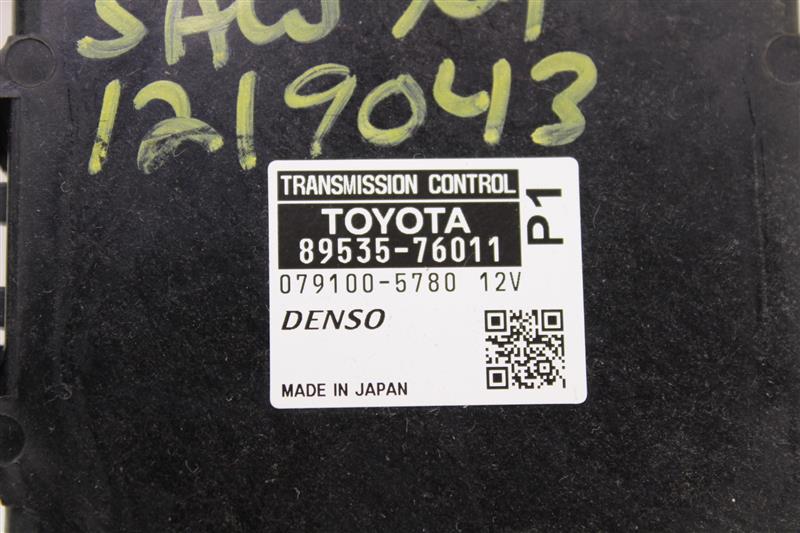 1219043
TRANSMISSION CONTROL
TOYOTA
89535-76011
P1
079100-5780 12V
DENSO
MADE IN JAPAN